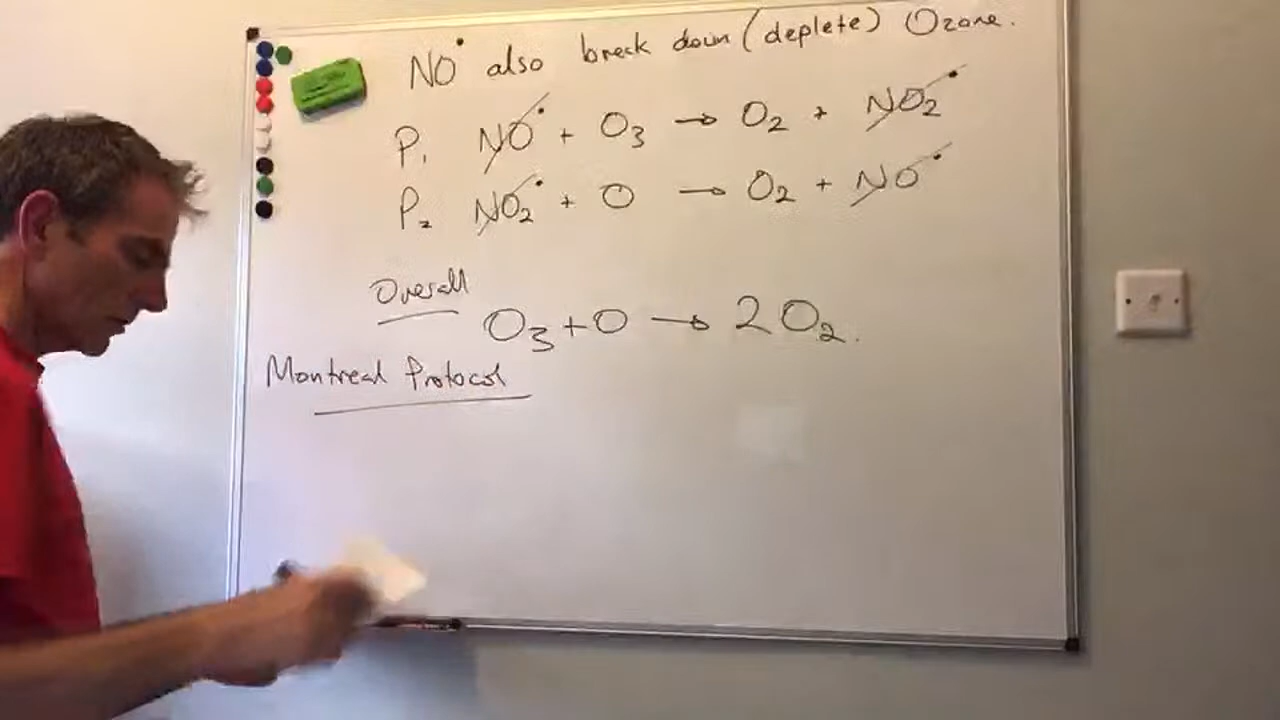 NO• also break down (deplete) Ozone.
P₁ NO• + O₃ → O₂ + NO₂•
P₂ NO₂• + O → O₂ + NO•
Overall
O₃ + O → 2O₂.
Montreal Protocol